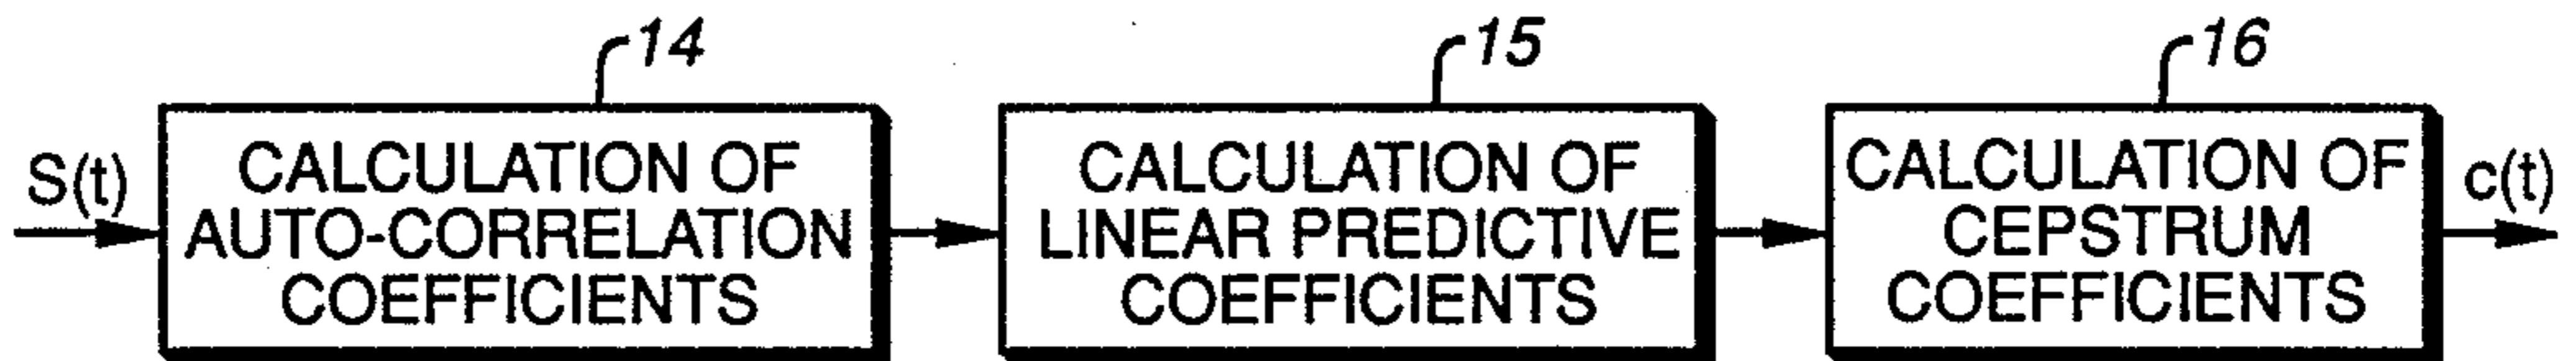 14
15
16
S(t)
CALCULATION OF
AUTO-CORRELATION
COEFFICIENTS
CALCULATION OF
LINEAR PREDICTIVE
COEFFICIENTS
CALCULATION OF
CEPSTRUM
COEFFICIENTS
c(t)